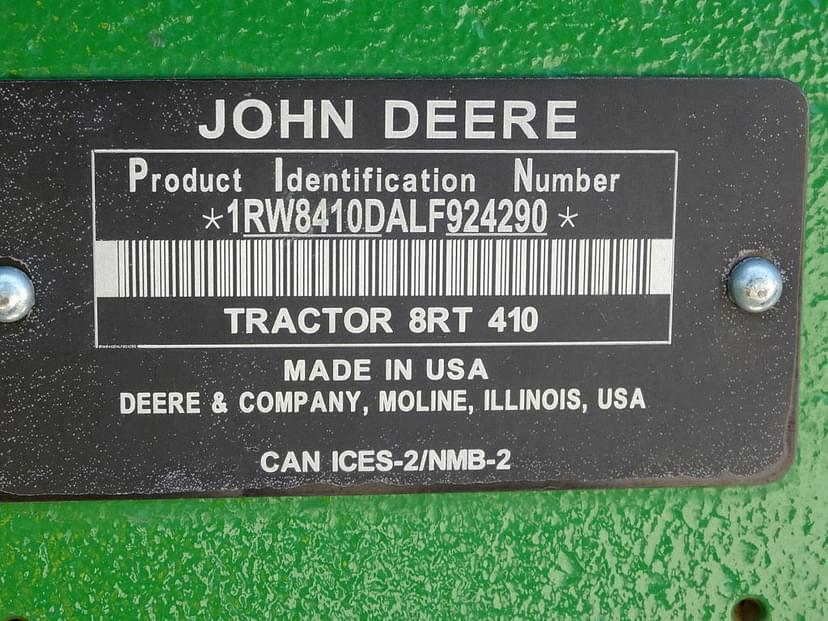 JOHN DEERE
Product Identification Number
*1RW8410DALF924290*
TRACTOR 8RT 410
MADE IN USA
DEERE & COMPANY, MOLINE, ILLINOIS, USA
CAN ICES-2/NMB-2